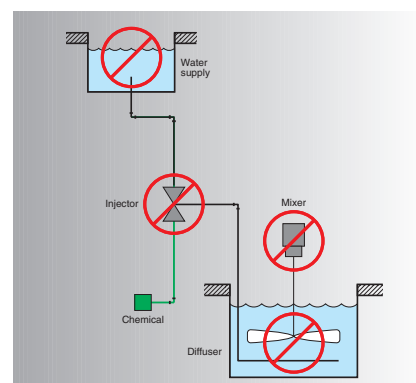 Water
supply
Injector
Mixer
Chemical
Diffuser